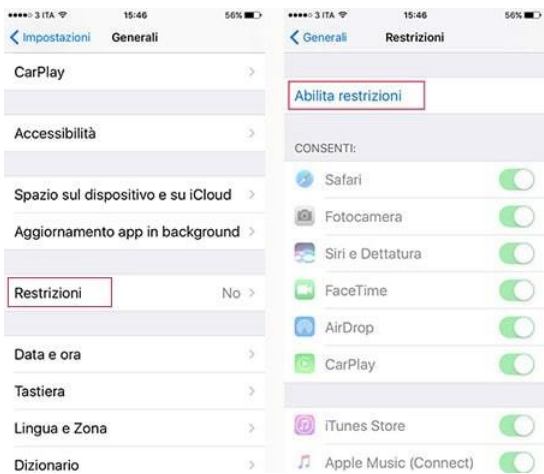 3 ITA 15:46 56%
Impostazioni Generali
CarPlay
Accessibilità
Spazio sul dispositivo e su iCloud
Aggiornamento app in background
Restrizioni No
Data e ora
Tastiera
Lingua e Zona
Dizionario
3 ITA 15:46 56%
Generali Restrizioni
Abilita restrizioni
CONSENTI:
Safari
Fotocamera
Siri e Dettatura
FaceTime
AirDrop
CarPlay
iTunes Store
Apple Music (Connect)